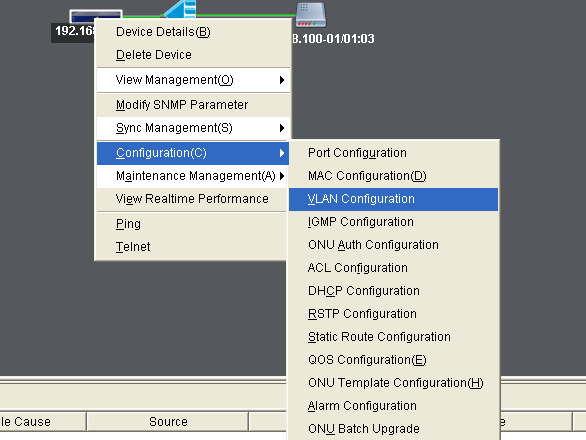 192.168
B.100-01/01:03
Device Details(B)
Delete Device
View Management(O)
Modify SNMP Parameter
Sync Management(S)
Configuration(C)
Maintenance Management(A)
View Realtime Performance
Ping
Telnet
Port Configuration
MAC Configuration(D)
VLAN Configuration
IGMP Configuration
ONU Auth Configuration
ACL Configuration
DHCP Configuration
RSTP Configuration
Static Route Configuration
QOS Configuration(E)
ONU Template Configuration(H)
Alarm Configuration
ONU Batch Upgrade
le Cause
Source